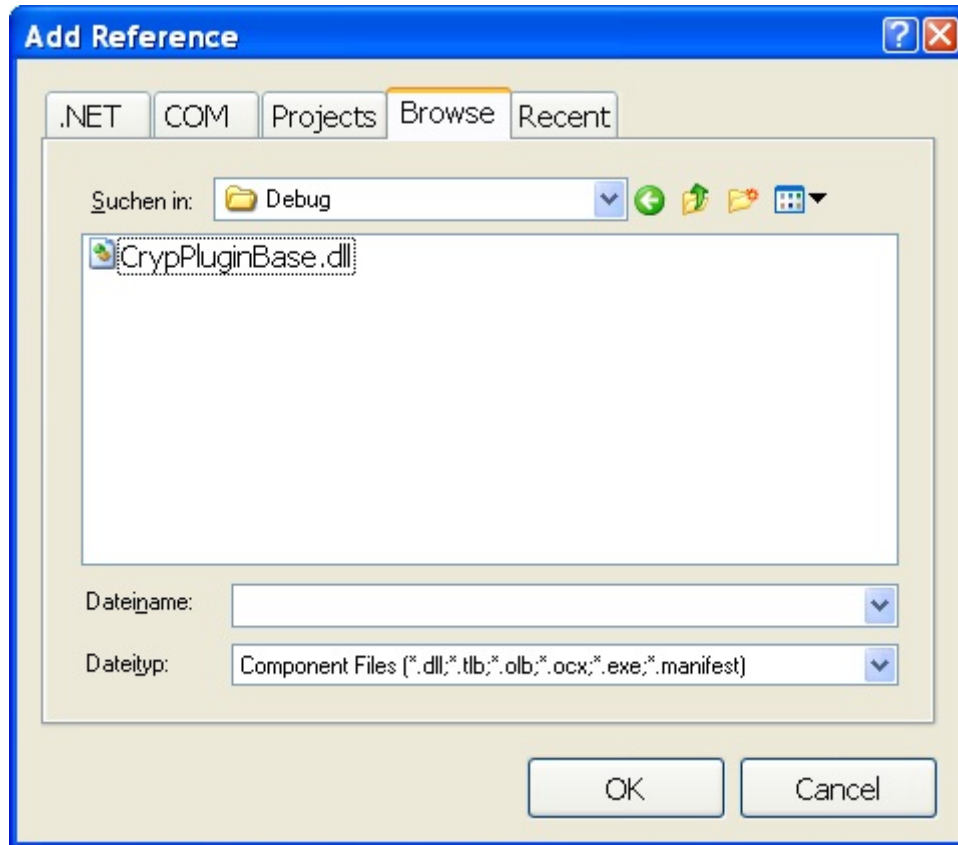 Add Reference
.NET COM Projects Browse Recent
Suchen in: Debug
CrypPluginBase.dll
Dateiname:
Dateityp: Component Files (*.dll;*.tlb;*.olb;*.ocx;*.exe;*.manifest)
OK Cancel